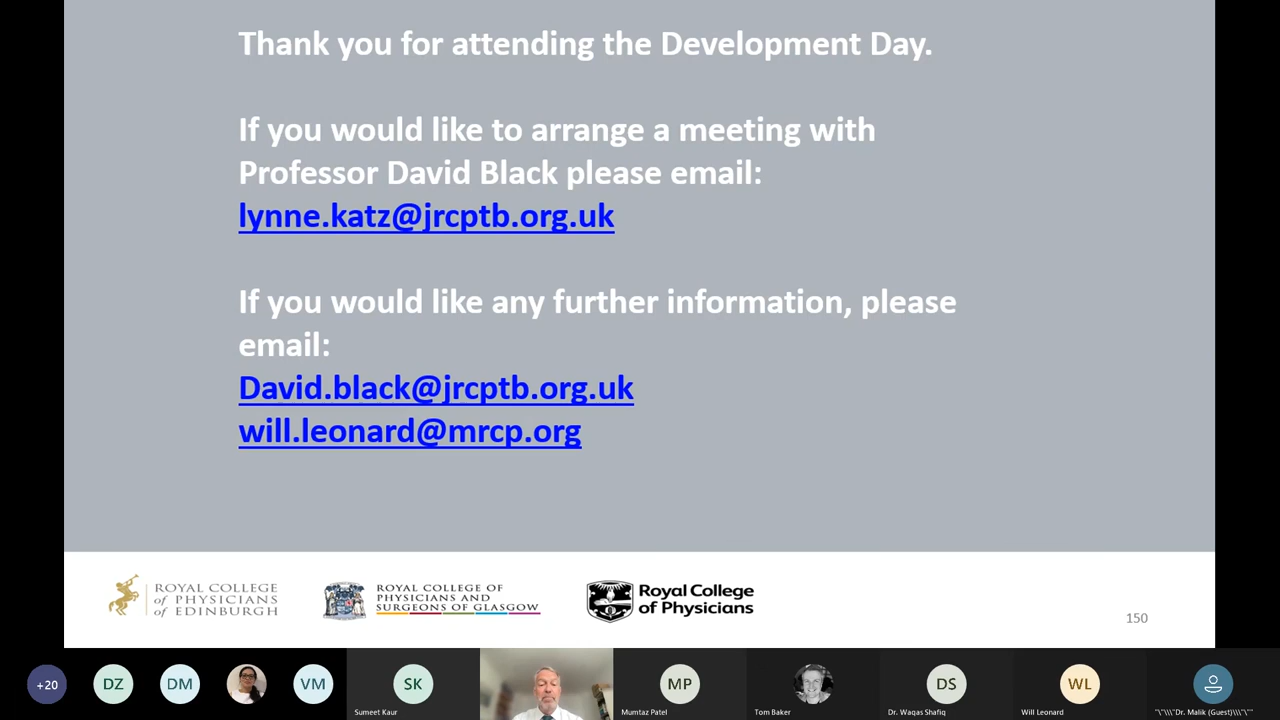 Thank you for attending the Development Day.
If you would like to arrange a meeting with
Professor David Black please email:
lynne.katz@jrcptb.org.uk
If you would like any further information, please
email:
David.black@jrcptb.org.uk
will.leonard@mrcp.org
ROYAL COLLEGE
of PHYSICIANS
of EDINBURGH
ROYAL COLLEGE OF
PHYSICIANS AND
SURGEONS OF GLASGOW
Royal College
of Physicians
150
+20
DZ
DM
VM
SK
Sumeet Kaur
MP
Mumtaz Patel
Tom Baker
DS
Dr. Waqas Shafiq
WL
Will Leonard
"\"\\\"Dr. Malik (Guest)\\\"\""